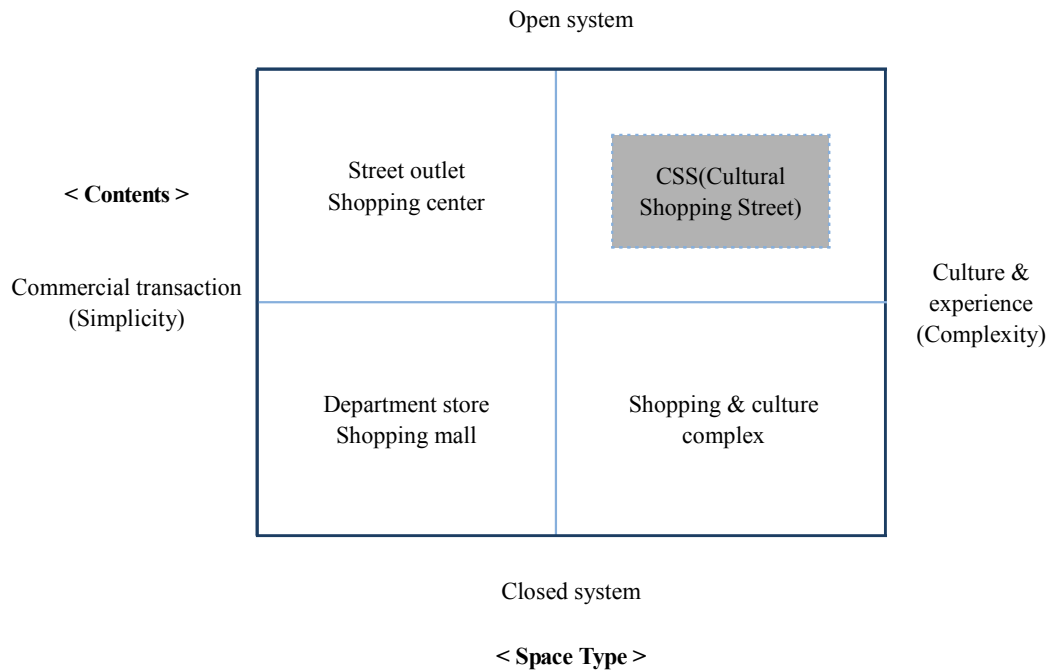 Open system
Street outlet
Shopping center
CSS(Cultural
Shopping Street)
< Contents >
Commercial transaction
(Simplicity)
Culture &
experience
(Complexity)
Department store
Shopping mall
Shopping & culture
complex
Closed system
< Space Type >